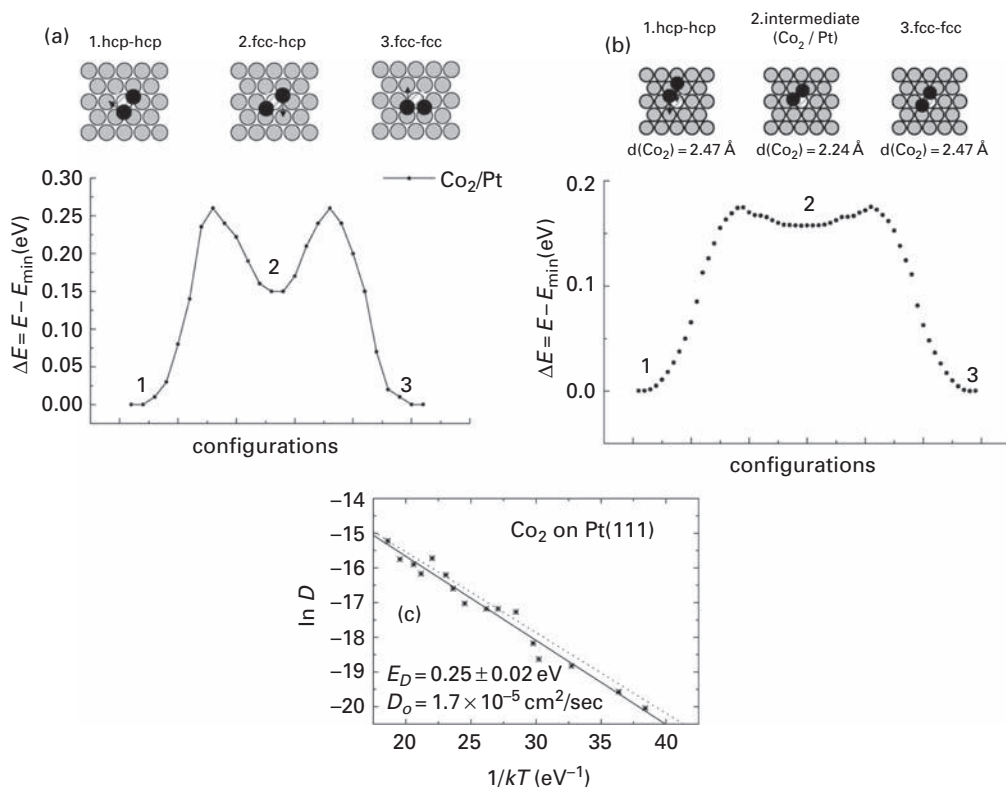 (a)
1.hcp-hcp 2.fcc-hcp 3.fcc-fcc
Co₂/Pt
ΔE = E – E_min(eV)
0.30
0.25
0.20
0.15
0.10
0.05
0.00
1
2
3
configurations
(b)
1.hcp-hcp
2.intermediate
(Co₂ / Pt)
3.fcc-fcc
d(Co₂) = 2.47 Å d(Co₂) = 2.24 Å d(Co₂) = 2.47 Å
ΔE = E – E_min(eV)
0.2
0.1
0.0
1
2
3
configurations
Co₂ on Pt(111)
(c)
ln D
–14
–15
–16
–17
–18
–19
–20
E_D = 0.25 ± 0.02 eV
D_o = 1.7 × 10⁻⁵ cm²/sec
20 25 30 35 40
1/kT (eV⁻¹)